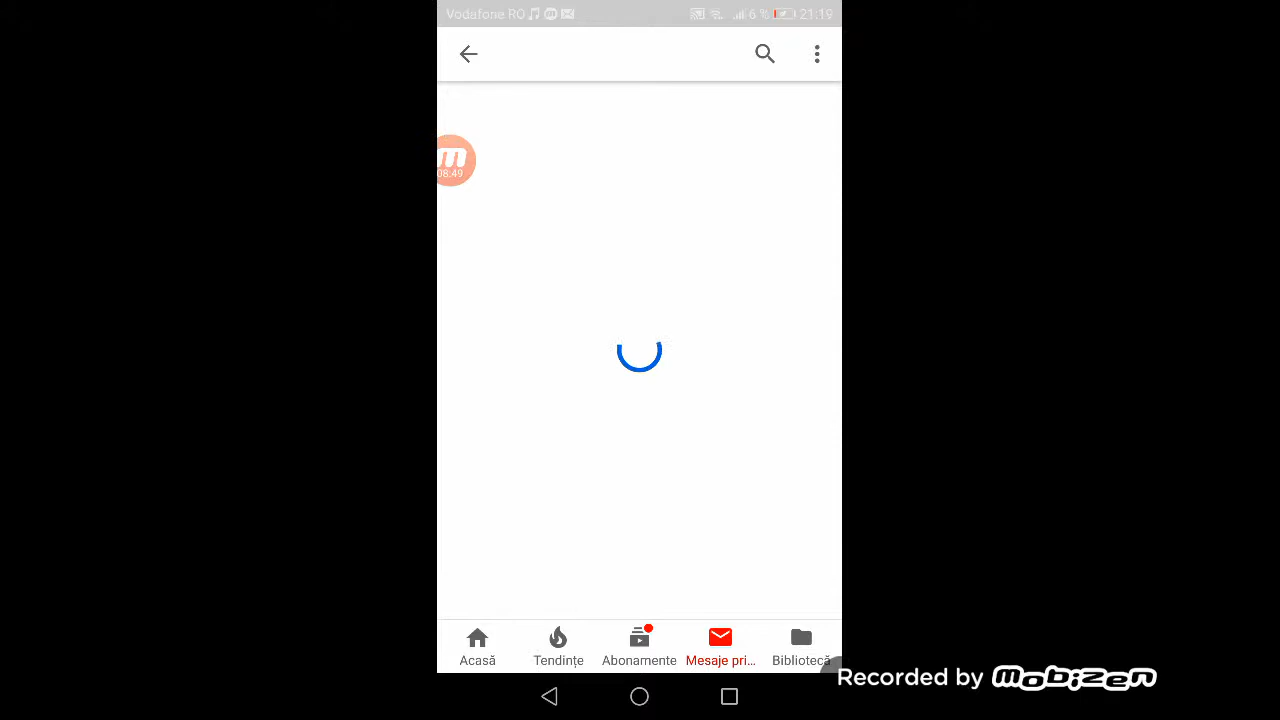 Vodafone RO 6 % 21:19
m
08:49
Acasă Tendințe Abonamente Mesaje pri... Bibliotecă
Recorded by mobizen